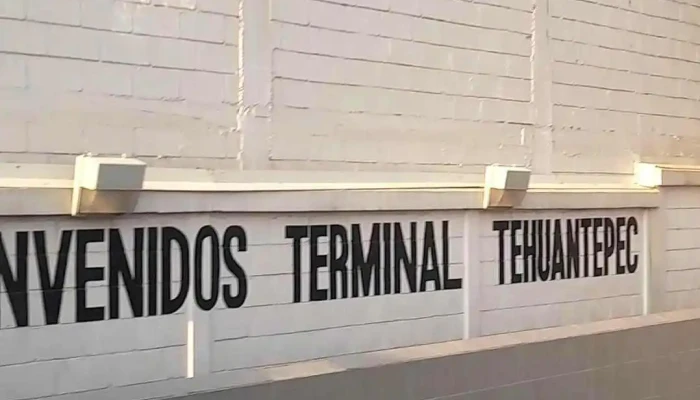 NVENIDOS TERMINAL TEHUANTEPEC